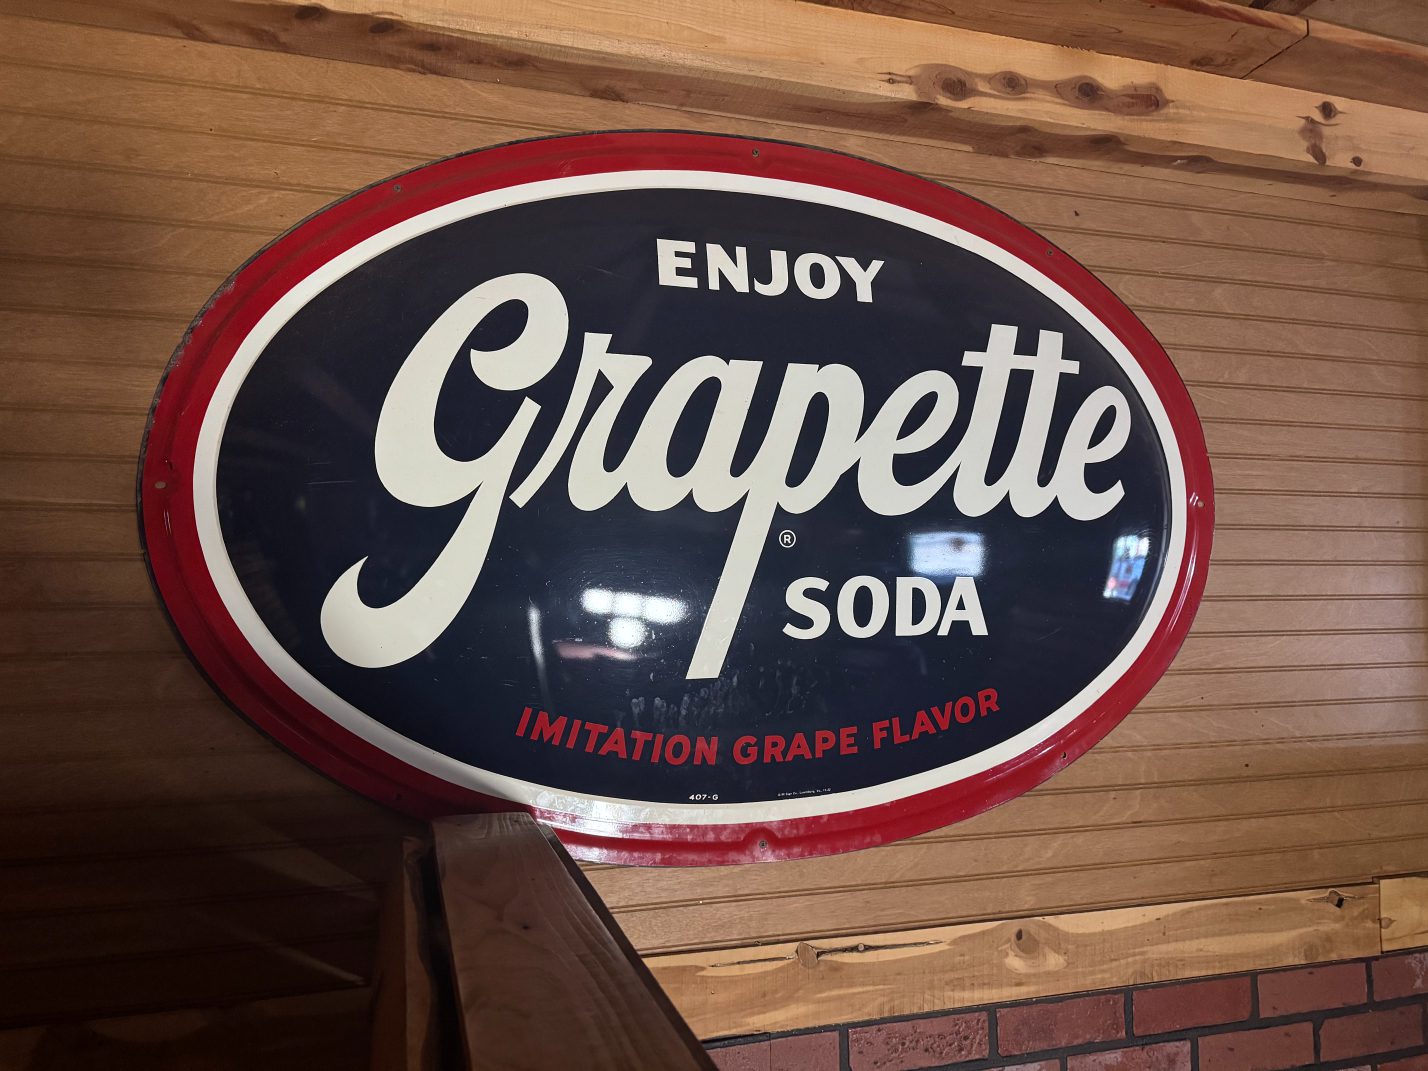 ENJOY
Grapette
®
SODA
IMITATION GRAPE FLAVOR
407-G